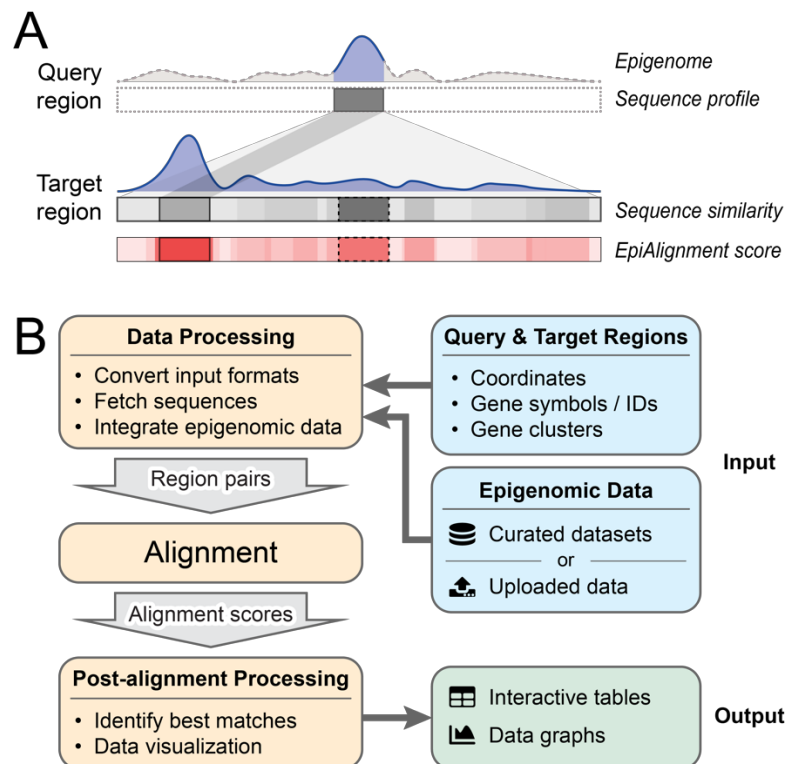 A
Query
region
Epigenome
Sequence profile
Target
region
Sequence similarity
EpiAlignment score
B
Data Processing
• Convert input formats
• Fetch sequences
• Integrate epigenomic data
Query & Target Regions
• Coordinates
• Gene symbols / IDs
• Gene clusters
Input
Region pairs
Epigenomic Data
Curated datasets
or
Uploaded data
Alignment
Alignment scores
Post-alignment Processing
• Identify best matches
• Data visualization
Interactive tables
Data graphs
Output